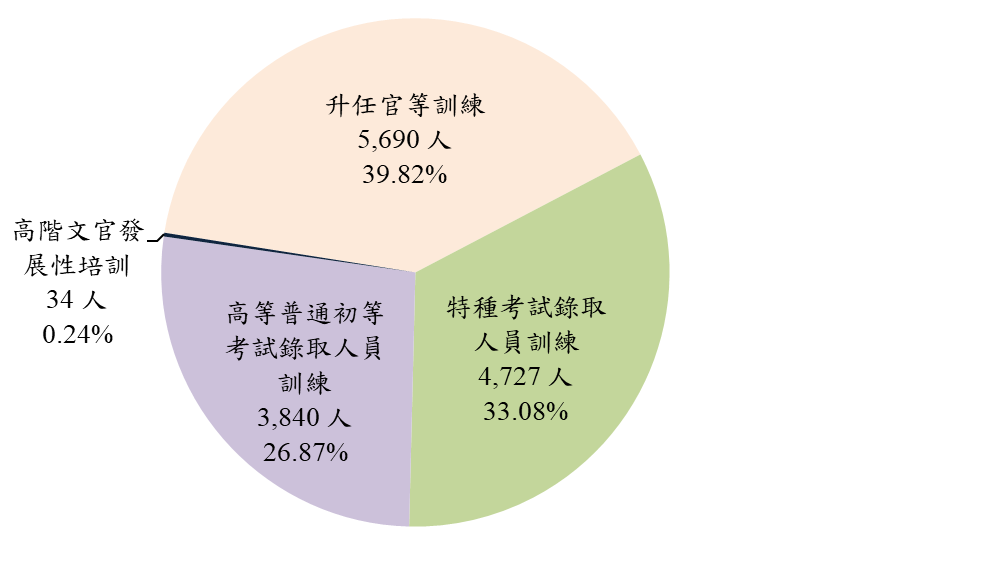 升任官等訓練
5,690 人
39.82%
高階文官發
展性培訓
34 人
0.24%
高等普通初等
考試錄取人員
訓練
3,840 人
26.87%
特種考試錄取
人員訓練
4,727 人
33.08%